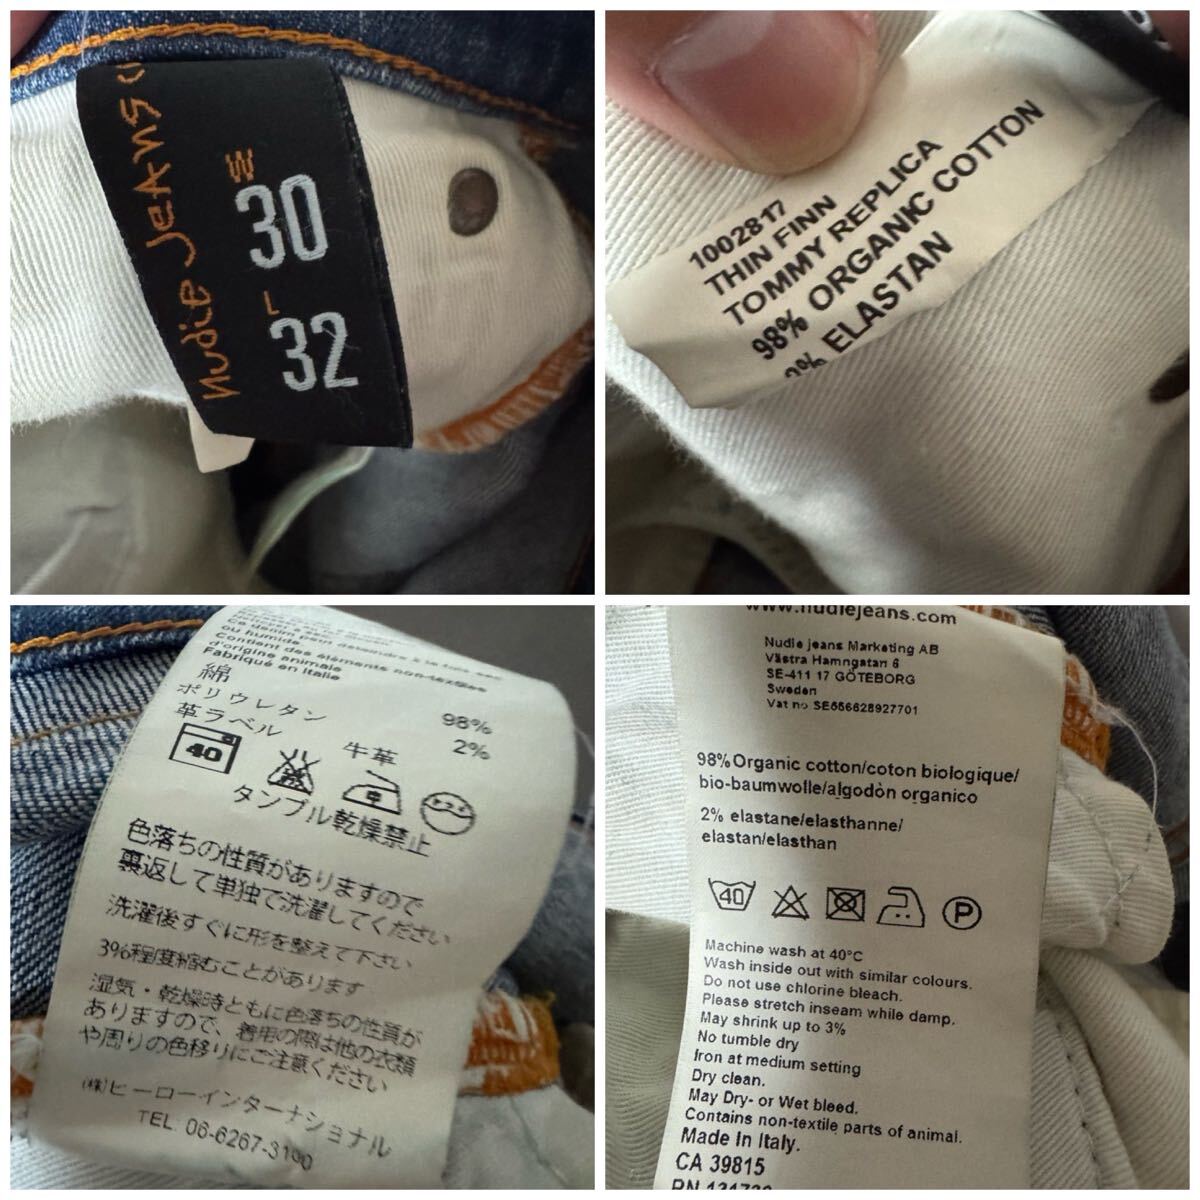 Nudie Jeans
W
30
L
32
1002817
THIN FINN
TOMMY REPLICA
98% ORGANIC COTTON
ELASTAN
ou humide.
Contient des éléments non-textiles
d'origine animale
Fabriqué en Italie
綿 98%
ポリウレタン 2%
革ラベル 牛革
40
タンブル乾燥禁止
色落ちの性質がありますので
裏返して単独で洗濯してください
洗濯後すぐに形を整えて下さい
3%程度縮むことがあります
湿気・乾燥時ともに色落ちの性質が
ありますので、着用の際は他の衣類
や周りの色移りにご注意ください
(株)ヒーローインターナショナル
TEL 06-6267-3100
www.nudiejeans.com
Nudie jeans Marketing AB
Västra Hamngatan 6
SE-411 17 GÖTEBORG
Sweden
Vat no SE556628927701
98% Organic cotton/coton biologique/
bio-baumwolle/algodòn organico
2% elastane/elasthanne/
elastan/elasthan
40
P
Machine wash at 40°C
Wash inside out with similar colours.
Do not use chlorine bleach.
Please stretch inseam while damp.
May shrink up to 3%
No tumble dry
Iron at medium setting
Dry clean.
May Dry- or Wet bleed.
Contains non-textile parts of animal.
Made In Italy.
CA 39815